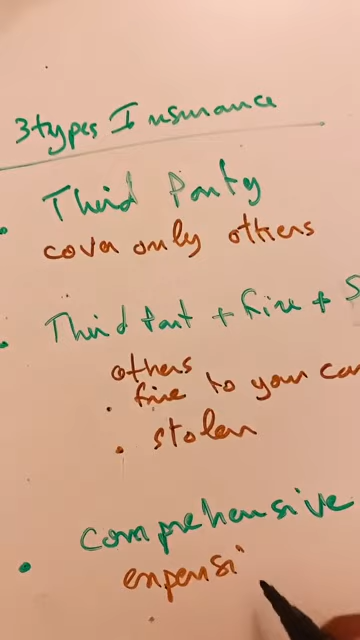 3types Insurance
• Third Party
cover only others
• Third Part + fire + S
others
• fire to your car
• stolen
• comprehensive
expensi